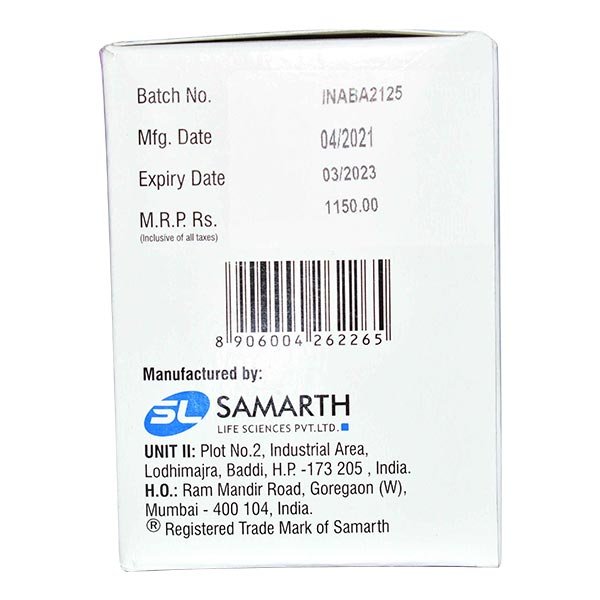 Batch No. INABA2125
Mfg. Date 04/2021
Expiry Date 03/2023
M.R.P. Rs. 1150.00
(Inclusive of all taxes)
8 906004 262265
Manufactured by:
SL SAMARTH
LIFE SCIENCES PVT.LTD.
UNIT II: Plot No.2, Industrial Area,
Lodhimajra, Baddi, H.P. -173 205 , India.
H.O.: Ram Mandir Road, Goregaon (W),
Mumbai - 400 104, India.
® Registered Trade Mark of Samarth